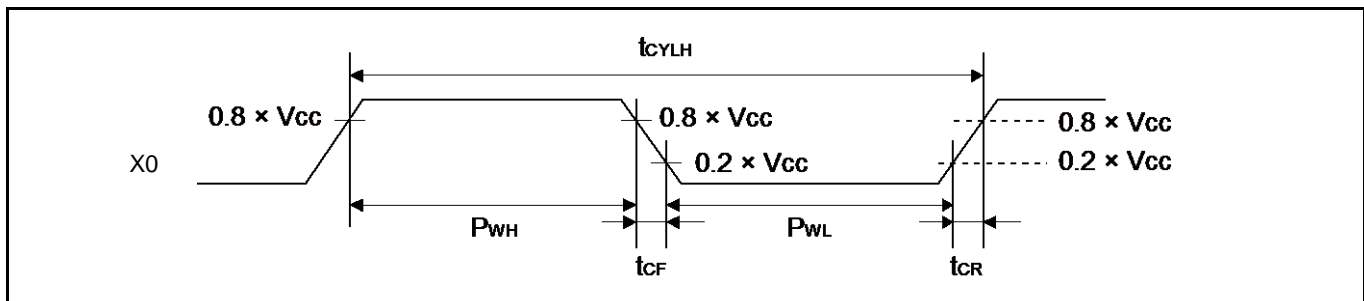 tCYLH
0.8 × VCC
0.8 × VCC
0.8 × VCC
X0
0.2 × VCC
0.2 × VCC
PWH
PWL
tCF
tCR